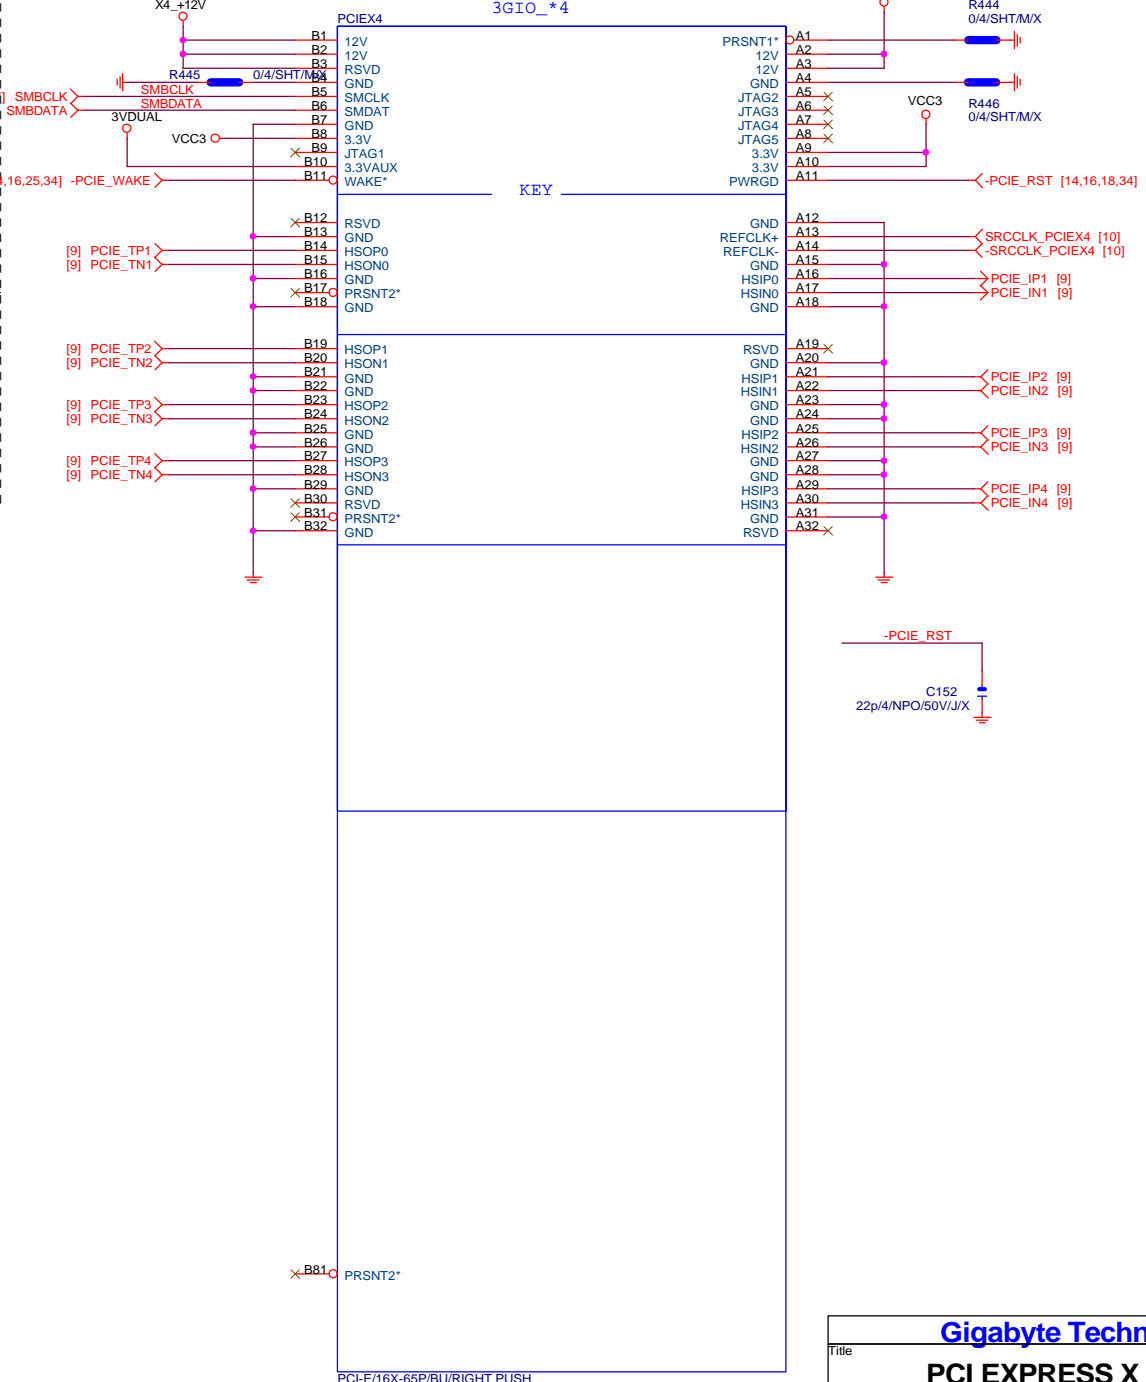 X4_+12V
3GIO_*4
R444
0/4/SHT/M/X
PCIEX4
B1 12V
B2 12V
B3 RSVD
R445 0/4/SHT/M/X
B4 GND
SMBCLK SMBCLK B5 SMCLK
SMBDATA SMBDATA B6 SMDAT
3VDUAL
B7 GND
VCC3 B8 3.3V
B9 JTAG1
B10 3.3VAUX
,16,25,34] -PCIE_WAKE B11 WAKE*
PRSNT1* A1
12V A2
12V A3
GND A4
JTAG2 A5
JTAG3 A6
JTAG4 A7
JTAG5 A8
3.3V A9
3.3V A10
PWRGD A11 -PCIE_RST [14,16,18,34]
VCC3
R446
0/4/SHT/M/X
KEY
B12 RSVD
B13 GND
[9] PCIE_TP1 B14 HSOP0
[9] PCIE_TN1 B15 HSON0
B16 GND
B17 PRSNT2*
B18 GND
GND A12
REFCLK+ A13 SRCCLK_PCIEX4 [10]
REFCLK- A14 -SRCCLK_PCIEX4 [10]
GND A15
HSIP0 A16 PCIE_IP1 [9]
HSIN0 A17 PCIE_IN1 [9]
GND A18
[9] PCIE_TP2 B19 HSOP1
[9] PCIE_TN2 B20 HSON1
B21 GND
B22 GND
[9] PCIE_TP3 B23 HSOP2
[9] PCIE_TN3 B24 HSON2
B25 GND
B26 GND
[9] PCIE_TP4 B27 HSOP3
[9] PCIE_TN4 B28 HSON3
B29 GND
B30 RSVD
B31 PRSNT2*
B32 GND
RSVD A19
GND A20
HSIP1 A21 PCIE_IP2 [9]
HSIN1 A22 PCIE_IN2 [9]
GND A23
GND A24
HSIP2 A25 PCIE_IP3 [9]
HSIN2 A26 PCIE_IN3 [9]
GND A27
GND A28
HSIP3 A29 PCIE_IP4 [9]
HSIN3 A30 PCIE_IN4 [9]
GND A31
RSVD A32
-PCIE_RST
C152
22p/4/NPO/50V/J/X
B81 PRSNT2*
PCI-E/16X-65P/BU/RIGHT PUSH
Gigabyte Techn
Title
PCI EXPRESS X